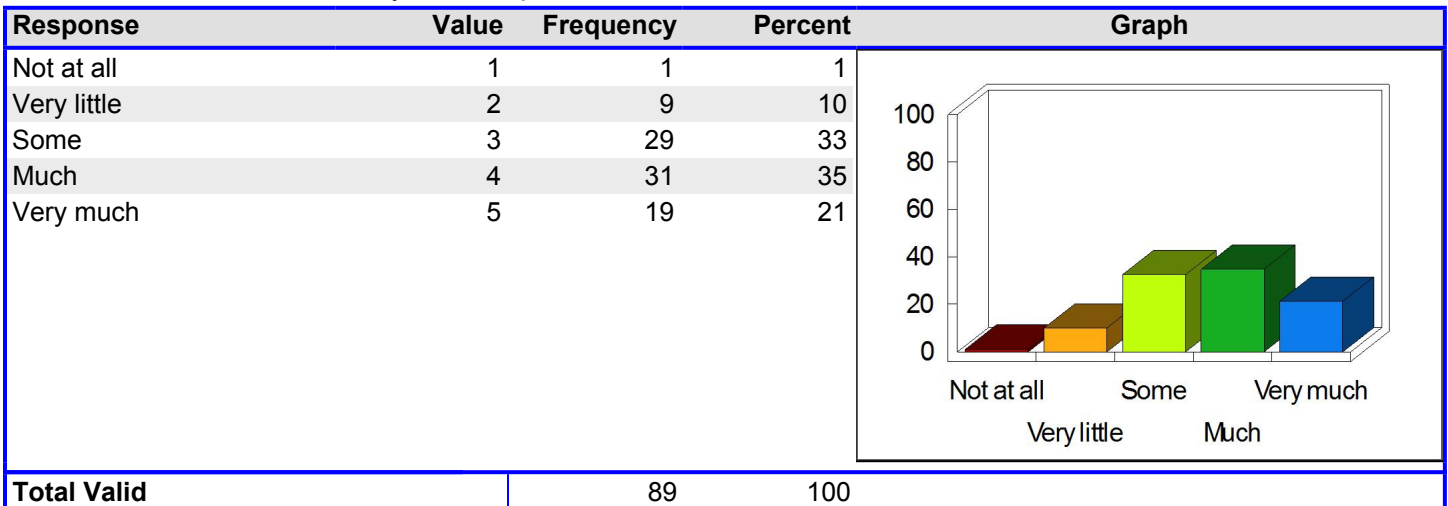 Response Value Frequency Percent Graph
Not at all 1 1 1
Very little 2 9 10
Some 3 29 33
Much 4 31 35
Very much 5 19 21
100
80
60
40
20
0
Not at all Some Very much
Very little Much
Total Valid 89 100